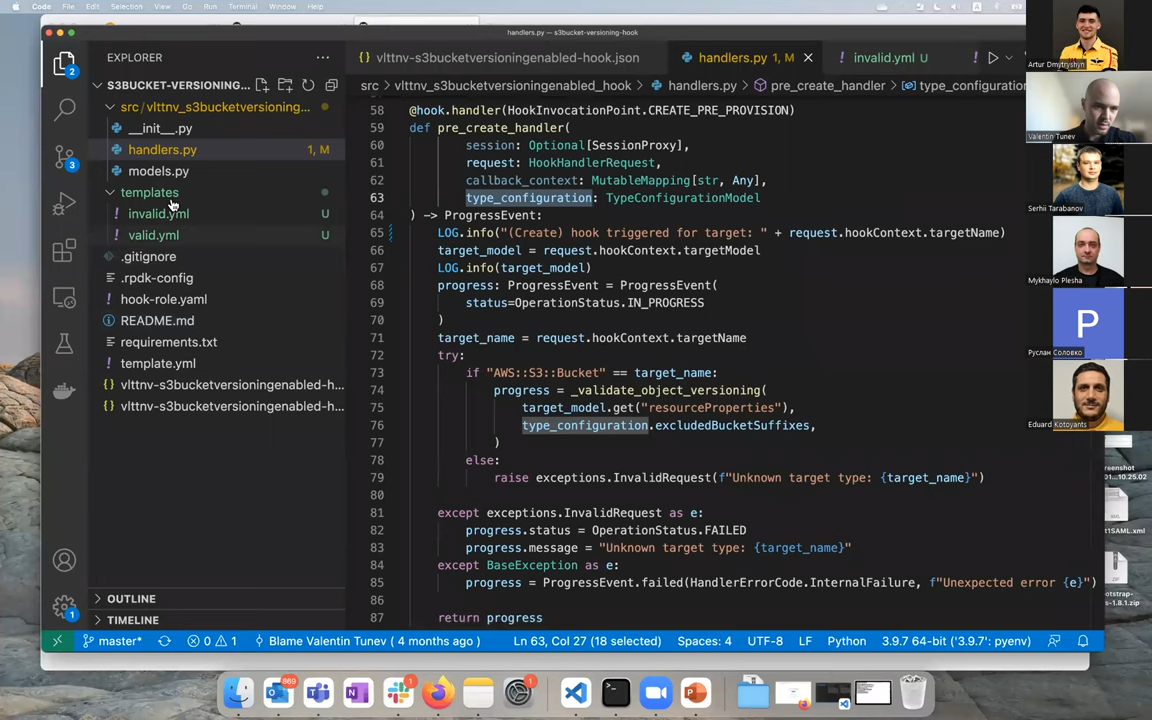 Code File Edit Selection View Go Run Terminal Window Help
handlers.py — s3bucket-versioning-hook
EXPLORER
S3BUCKET-VERSIONING...
src/vlttnv_s3bucketversioning...
__init__.py
handlers.py 1, M
models.py
templates
invalid.yml U
valid.yml U
.gitignore
.rpdk-config
hook-role.yaml
README.md
requirements.txt
template.yml
vlttnv-s3bucketversioningenabled-h...
vlttnv-s3bucketversioningenabled-h...
OUTLINE
TIMELINE
2
3
1
vlttnv-s3bucketversioningenabled-hook.json
handlers.py 1, M
invalid.yml U
src > vlttnv_s3bucketversioningenabled_hook > handlers.py > pre_create_handler > type_configuration
58 @hook.handler(HookInvocationPoint.CREATE_PRE_PROVISION)
59 def pre_create_handler(
60 session: Optional[SessionProxy],
61 request: HookHandlerRequest,
62 callback_context: MutableMapping[str, Any],
63 type_configuration: TypeConfigurationModel
64 ) -> ProgressEvent:
65 LOG.info("(Create) hook triggered for target: " + request.hookContext.targetName)
66 target_model = request.hookContext.targetModel
67 LOG.info(target_model)
68 progress: ProgressEvent = ProgressEvent(
69 status=OperationStatus.IN_PROGRESS
70 )
71 target_name = request.hookContext.targetName
72 try:
73 if "AWS::S3::Bucket" == target_name:
74 progress = _validate_object_versioning(
75 target_model.get("resourceProperties"),
76 type_configuration.excludedBucketSuffixes,
77 )
78 else:
79 raise exceptions.InvalidRequest(f"Unknown target type: {target_name}")
80
81 except exceptions.InvalidRequest as e:
82 progress.status = OperationStatus.FAILED
83 progress.message = "Unknown target type: {target_name}"
84 except BaseException as e:
85 progress = ProgressEvent.failed(HandlerErrorCode.InternalFailure, f"Unexpected error {e}")
86
87 return progress
master* 0 1 Blame Valentin Tunev ( 4 months ago ) Ln 63, Col 27 (18 selected) Spaces: 4 UTF-8 LF Python 3.9.7 64-bit ('3.9.7': pyenv)
Artur Dmytryshyn
Valentin Tunev
Serhii Tarabanov
Mykhaylo Plesha
P
Руслан Соловко
Eduard Kotoyants
869
1
1